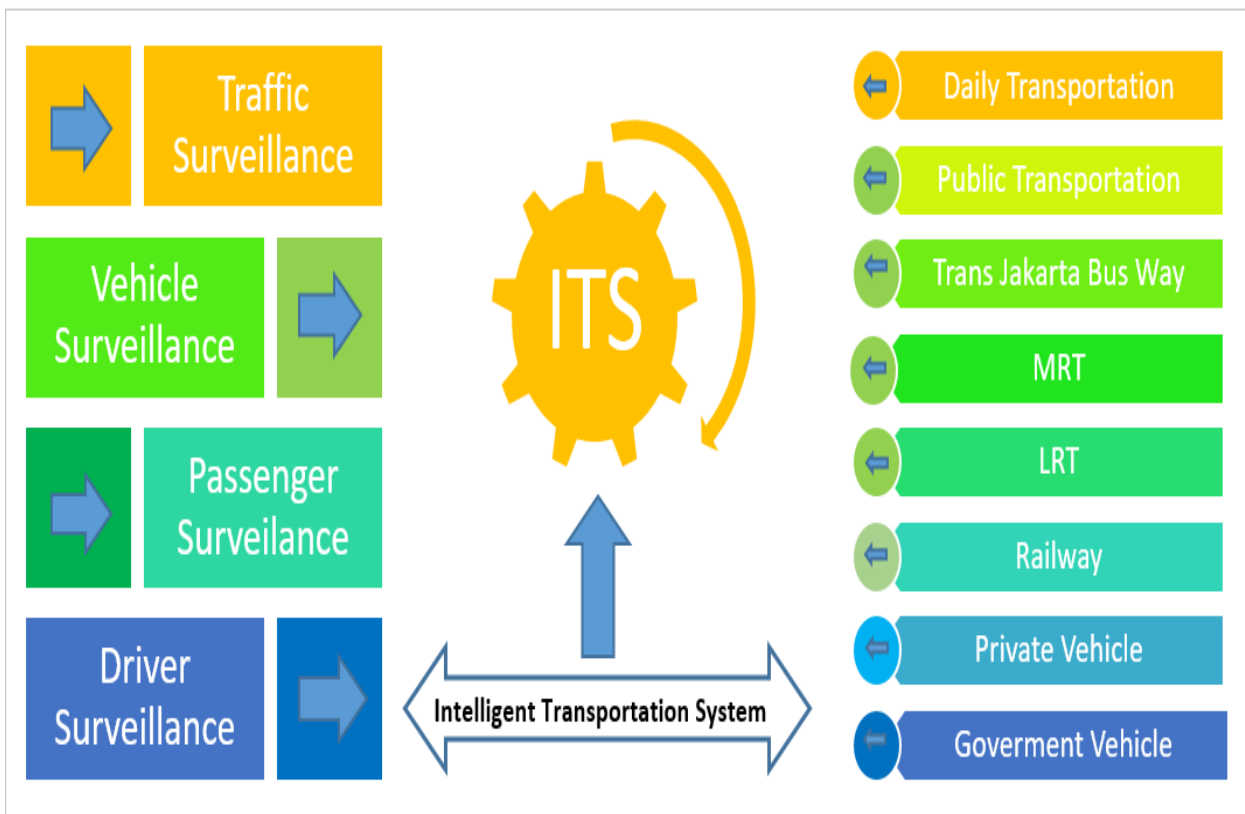 Traffic
Surveillance
Vehicle
Surveillance
Passenger
Surveilance
Driver
Surveillance
ITS
Intelligent Transportation System
Daily Transportation
Public Transportation
Trans Jakarta Bus Way
MRT
LRT
Railway
Private Vehicle
Goverment Vehicle